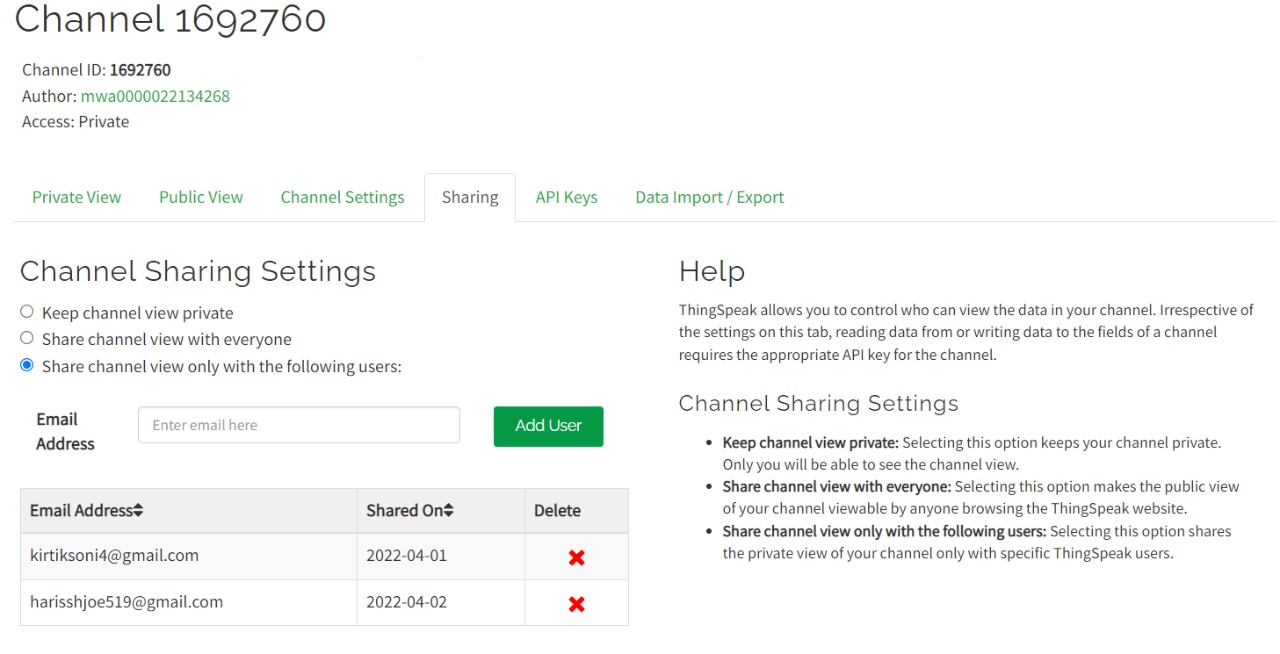 Channel 1692760
Channel ID: 1692760
Author: mwa0000022134268
Access: Private
Private View Public View Channel Settings Sharing API Keys Data Import / Export
Channel Sharing Settings
Keep channel view private
Share channel view with everyone
Share channel view only with the following users:
Email
Address
Enter email here
Add User
Email Address Shared On Delete
kirtiksoni4@gmail.com 2022-04-01
harisshjoe519@gmail.com 2022-04-02
Help
ThingSpeak allows you to control who can view the data in your channel. Irrespective of
the settings on this tab, reading data from or writing data to the fields of a channel
requires the appropriate API key for the channel.
Channel Sharing Settings
• Keep channel view private: Selecting this option keeps your channel private.
Only you will be able to see the channel view.
• Share channel view with everyone: Selecting this option makes the public view
of your channel viewable by anyone browsing the ThingSpeak website.
• Share channel view only with the following users: Selecting this option shares
the private view of your channel only with specific ThingSpeak users.